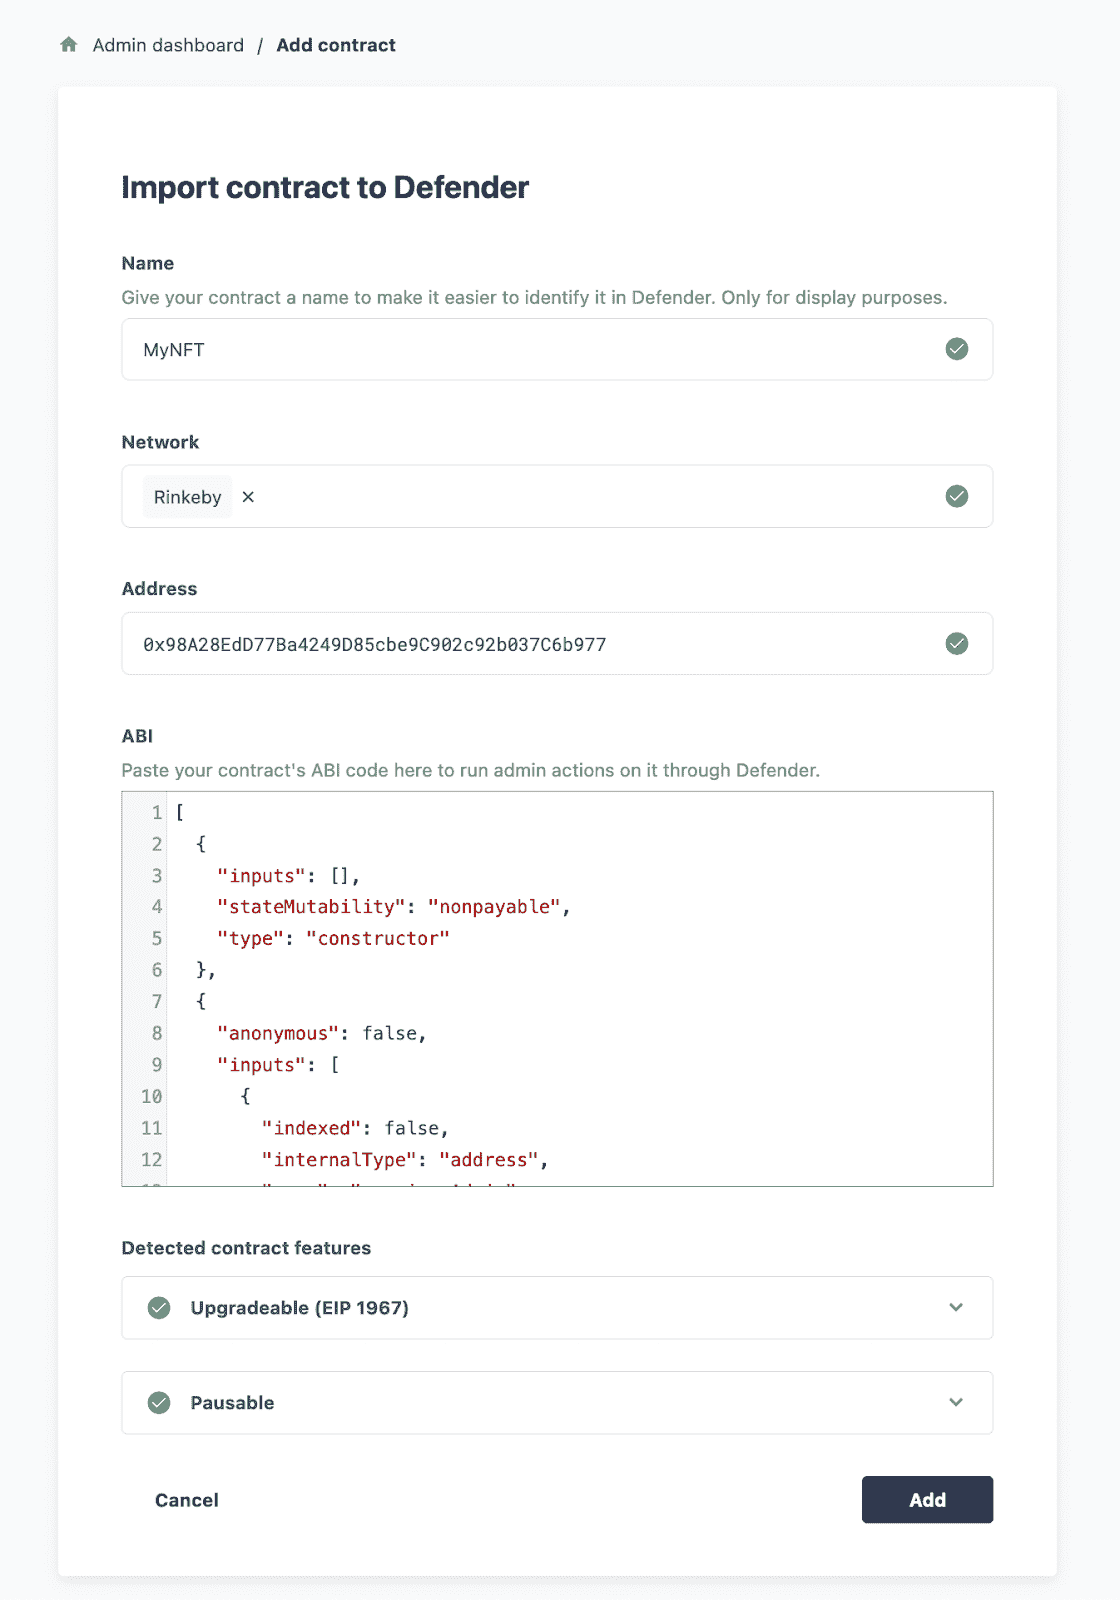 Admin dashboard / Add contract
Import contract to Defender
Name
Give your contract a name to make it easier to identify it in Defender. Only for display purposes.
MyNFT
Network
Rinkeby ×
Address
0x98A28EdD77Ba4249D85cbe9C902c92b037C6b977
ABI
Paste your contract's ABI code here to run admin actions on it through Defender.
1 [
2 {
3 "inputs": [],
4 "stateMutability": "nonpayable",
5 "type": "constructor"
6 },
7 {
8 "anonymous": false,
9 "inputs": [
10 {
11 "indexed": false,
12 "internalType": "address",
Detected contract features
Upgradeable (EIP 1967)
Pausable
Cancel
Add